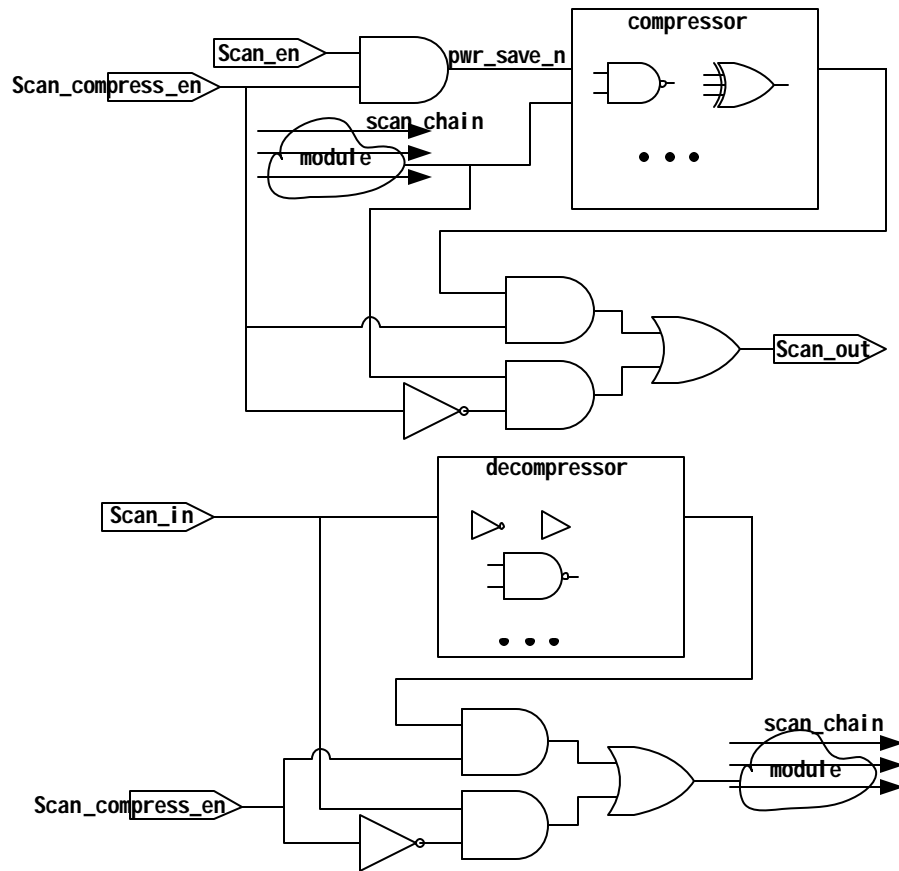 compressor
Scan_en
pwr_save_n
Scan_compress_en
scan_chain
module
Scan_out
decompressor
Scan_in
scan_chain
module
Scan_compress_en